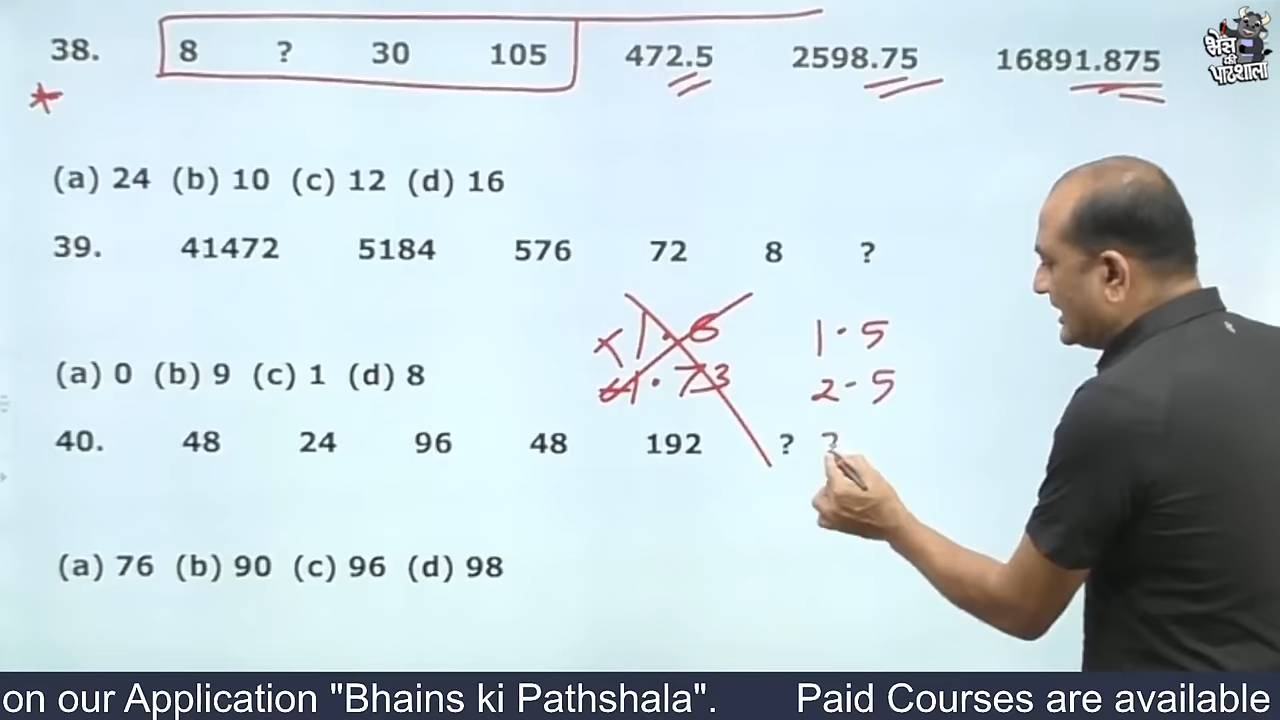 38. 8 ? 30 105 472.5 2598.75 16891.875
भैंस
की
पाठशाला
(a) 24 (b) 10 (c) 12 (d) 16
39. 41472 5184 576 72 8 ?
1.5
2.5
(a) 0 (b) 9 (c) 1 (d) 8
40. 48 24 96 48 192 ?
(a) 76 (b) 90 (c) 96 (d) 98
on our Application "Bhains ki Pathshala". Paid Courses are available